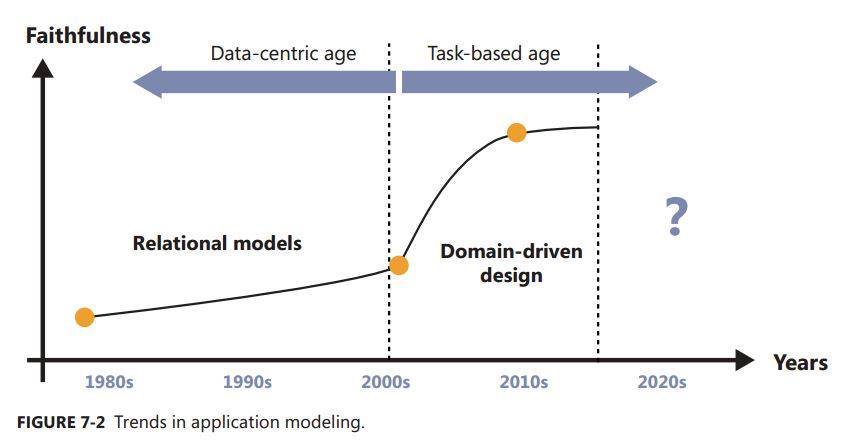 Faithfulness
Data-centric age
Task-based age
?
Relational models
Domain-driven
design
Years
1980s
1990s
2000s
2010s
2020s
FIGURE 7-2 Trends in application modeling.